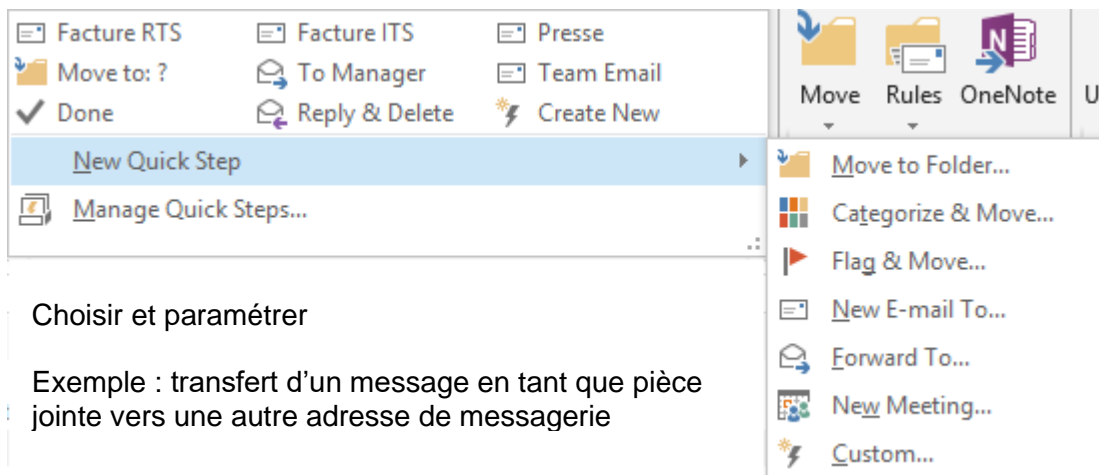 Facture RTS Facture ITS Presse
Move to: ? To Manager Team Email
Done Reply & Delete Create New
New Quick Step
Manage Quick Steps...
Move Rules OneNote U
Move to Folder...
Categorize & Move...
Flag & Move...
New E-mail To...
Forward To...
New Meeting...
Custom...
Choisir et paramétrer
Exemple : transfert d’un message en tant que pièce
jointe vers une autre adresse de messagerie